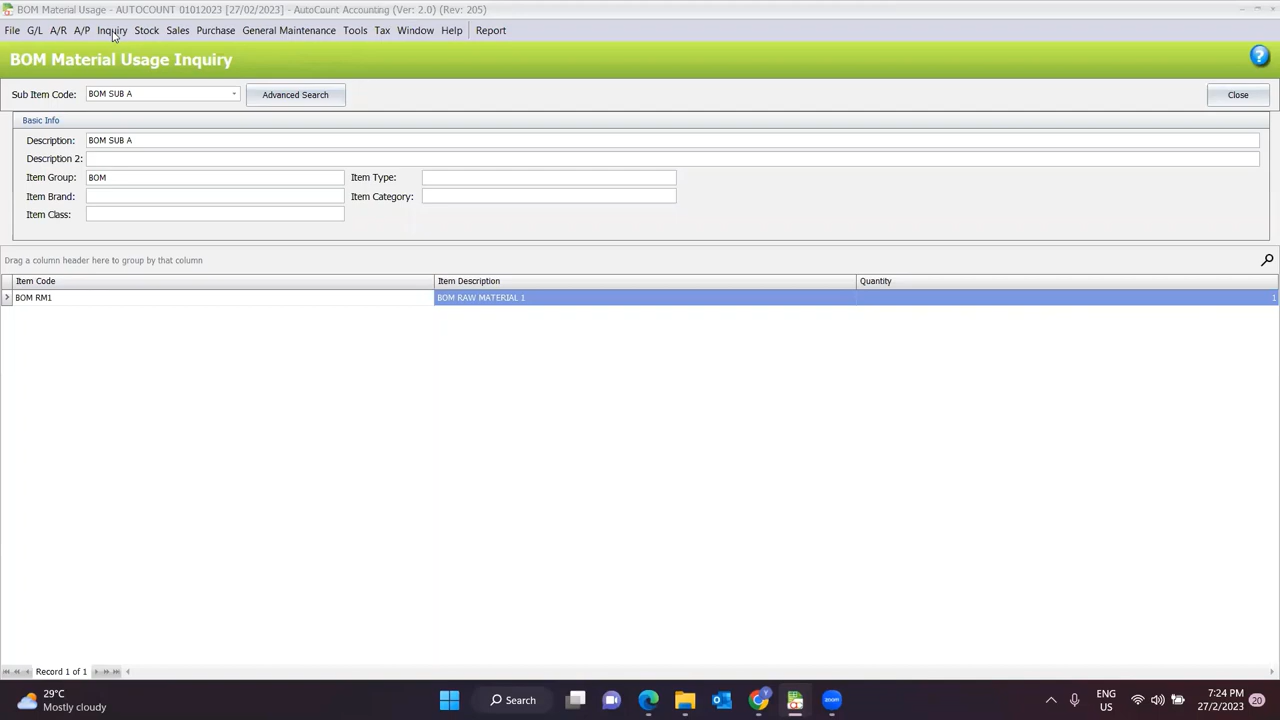 BOM Material Usage - AUTOCOUNT 01012023 [27/02/2023] - AutoCount Accounting (Ver: 2.0) (Rev: 205)
File G/L A/R A/P Inquiry Stock Sales Purchase General Maintenance Tools Tax Window Help Report
BOM Material Usage Inquiry
Sub Item Code: BOM SUB A Advanced Search Close
Basic Info
Description: BOM SUB A
Description 2:
Item Group: BOM Item Type:
Item Brand: Item Category:
Item Class:
Drag a column header here to group by that column
Item Code Item Description Quantity
BOM RM1 BOM RAW MATERIAL 1 1
Record 1 of 1
29°C
Mostly cloudy
Search
zoom
ENG
US
7:24 PM
27/2/2023
20